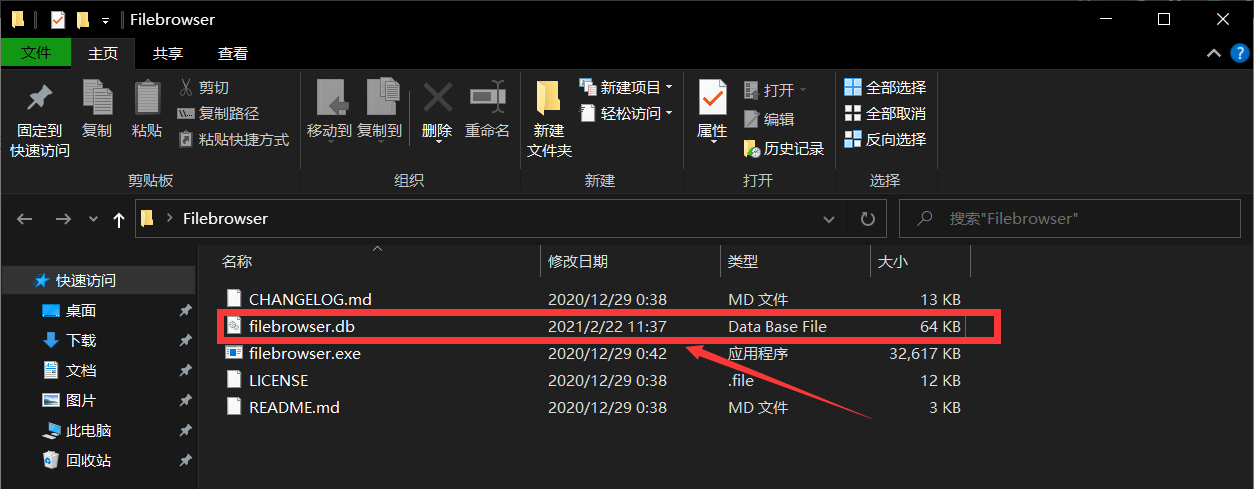 Filebrowser
文件 主页 共享 查看
固定到
快速访问
复制
粘贴
剪切
复制路径
粘贴快捷方式
移动到 复制到
删除 重命名
新建
文件夹
新建项目
轻松访问
属性
打开
编辑
历史记录
全部选择
全部取消
反向选择
剪贴板 组织 新建 打开 选择
Filebrowser
搜索"Filebrowser"
快速访问
桌面
下载
文档
图片
此电脑
回收站
名称 修改日期 类型 大小
CHANGELOG.md 2020/12/29 0:38 MD 文件 13 KB
filebrowser.db 2021/2/22 11:37 Data Base File 64 KB
filebrowser.exe 2020/12/29 0:42 应用程序 32,617 KB
LICENSE 2020/12/29 0:38 .file 12 KB
README.md 2020/12/29 0:38 MD 文件 3 KB